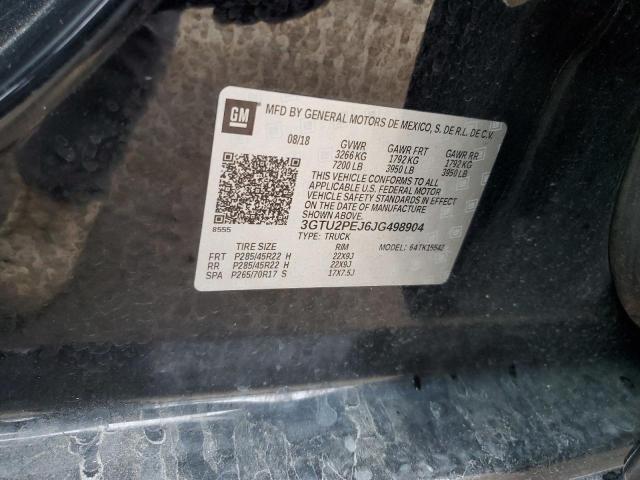 GM
MFD BY GENERAL MOTORS DE MEXICO, S. DE R.L. DE C.V.
08/18 GVWR GAWR FRT GAWR RR
3266 KG 1792 KG 1792 KG
7200 LB 3950 LB 3950 LB
THIS VEHICLE CONFORMS TO ALL
APPLICABLE U.S. FEDERAL MOTOR
VEHICLE SAFETY STANDARDS IN
EFFECT ON THE DATE OF
MANUFACTURE SHOWN ABOVE.
8555
3GTU2PEJ6JG498904
TYPE: TRUCK MODEL: 64TK15543
TIRE SIZE RIM
FRT P285/45R22 H 22X9J
RR P285/45R22 H 22X9J
SPA P265/70R17 S 17X7.5J